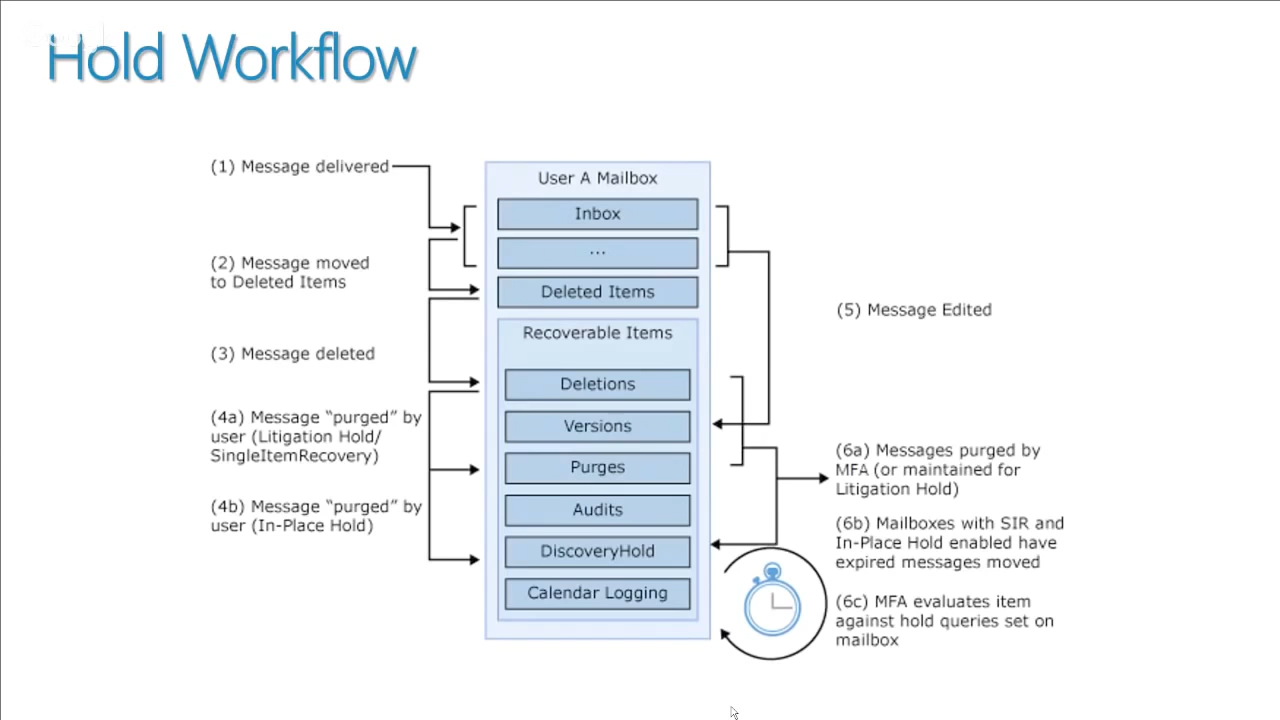 Hold Workflow
(1) Message delivered
(2) Message moved
to Deleted Items
(3) Message deleted
(4a) Message “purged” by
user (Litigation Hold/
SingleItemRecovery)
(4b) Message “purged” by
user (In-Place Hold)
User A Mailbox
Inbox
...
Deleted Items
Recoverable Items
Deletions
Versions
Purges
Audits
DiscoveryHold
Calendar Logging
(5) Message Edited
(6a) Messages purged by
MFA (or maintained for
Litigation Hold)
(6b) Mailboxes with SIR and
In-Place Hold enabled have
expired messages moved
(6c) MFA evaluates item
against hold queries set on
mailbox